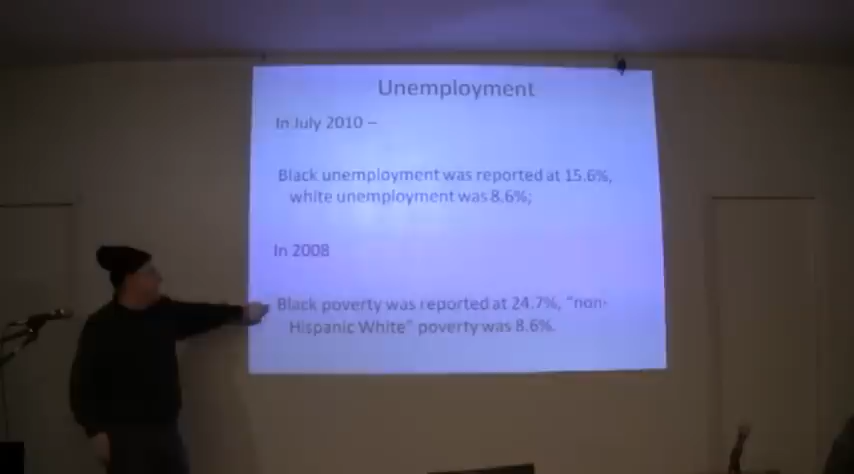 Unemployment
In July 2010 –
Black unemployment was reported at 15.6%,
white unemployment was 8.6%;
In 2008
Black poverty was reported at 24.7%, "non-
Hispanic White" poverty was 8.6%.